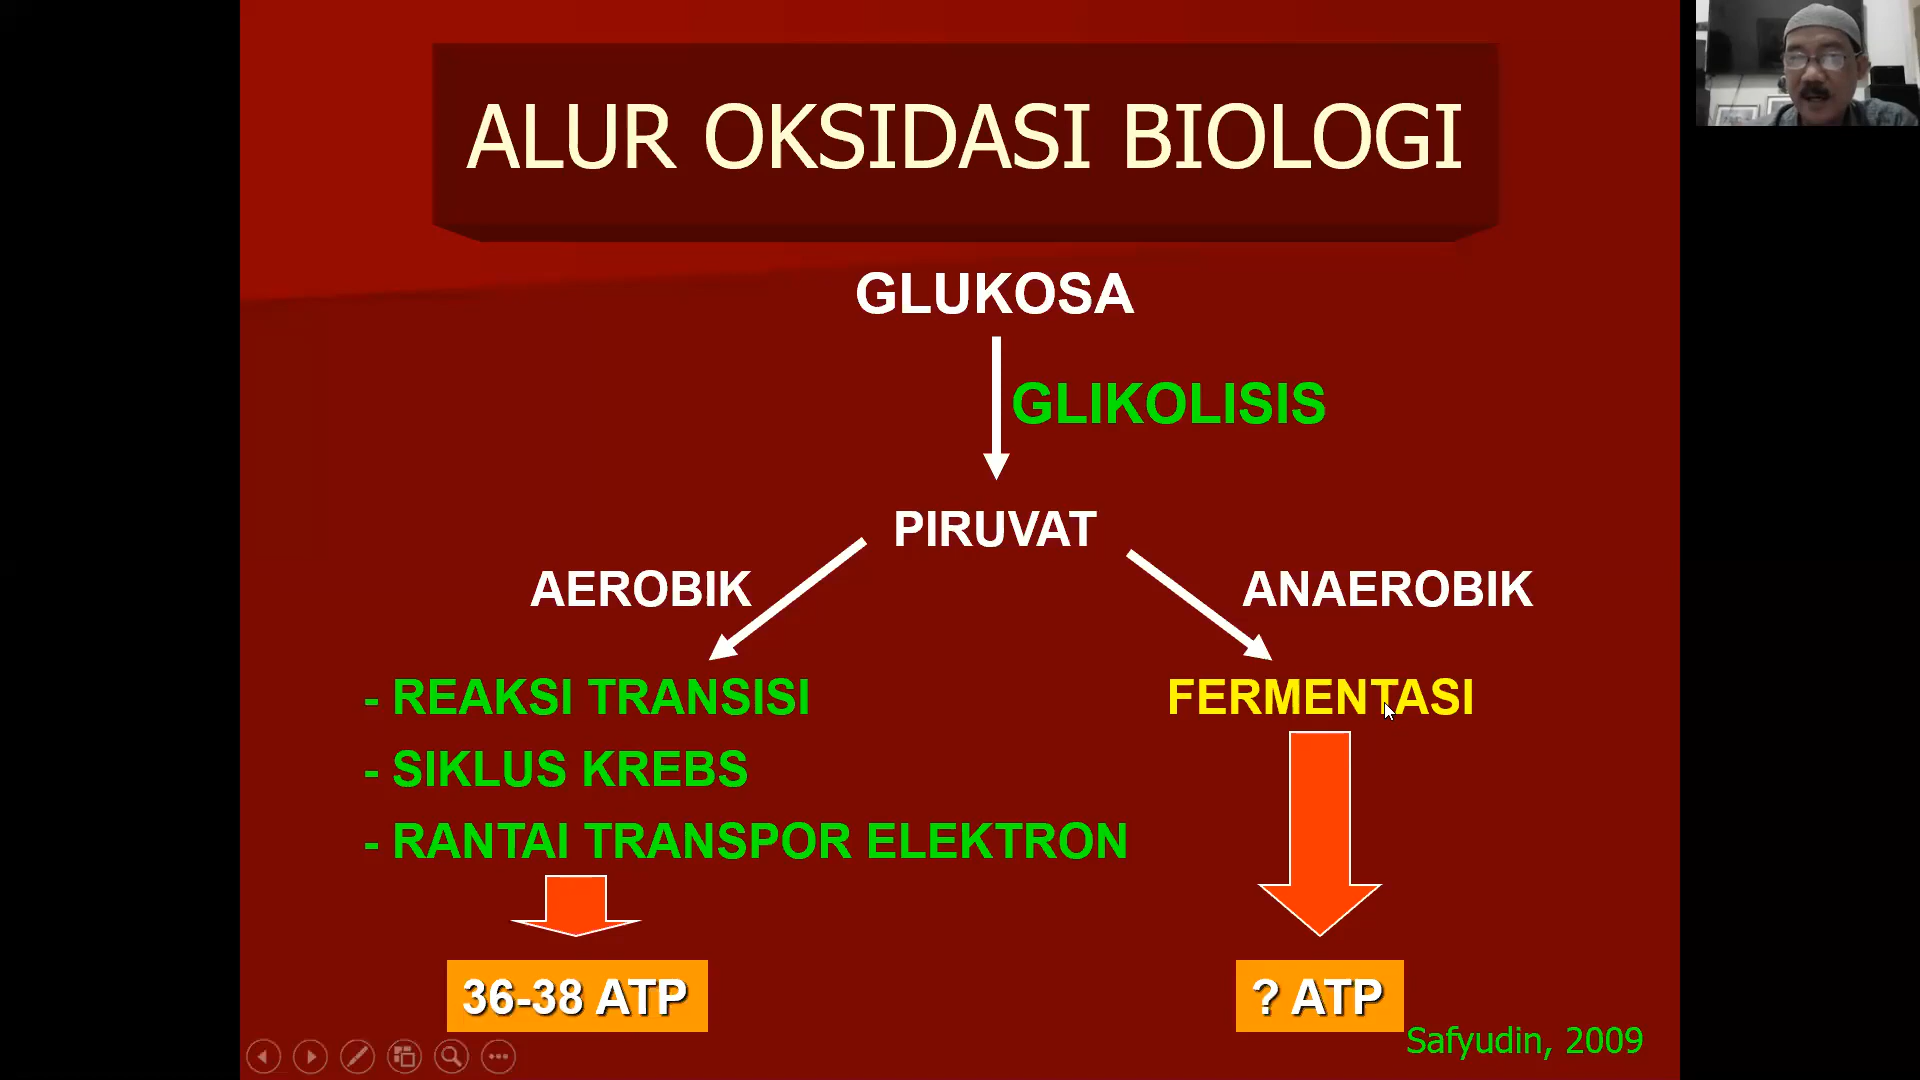 ALUR OKSIDASI BIOLOGI
GLUKOSA
GLIKOLISIS
PIRUVAT
AEROBIK
ANAEROBIK
- REAKSI TRANSISI
- SIKLUS KREBS
- RANTAI TRANSPOR ELEKTRON
FERMENTASI
36-38 ATP
? ATP
Safyudin, 2009